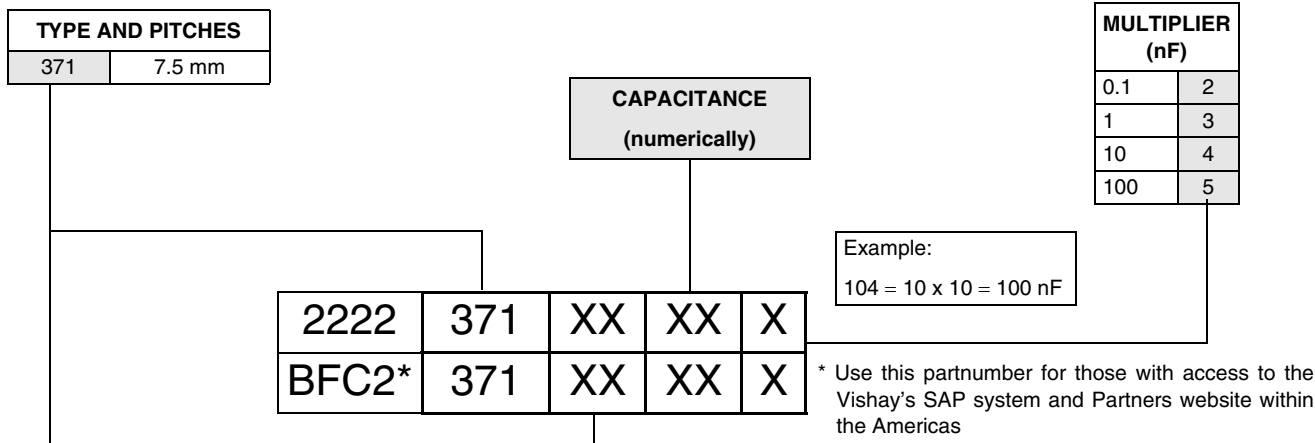 TYPE AND PITCHES
371 7.5 mm
CAPACITANCE
(numerically)
MULTIPLIER
(nF)
0.1 2
1 3
10 4
100 5
Example:
104 = 10 x 10 = 100 nF
2222 371 XX XX X
BFC2* 371 XX XX X
* Use this partnumber for those with access to the
Vishay's SAP system and Partners website within
the Americas